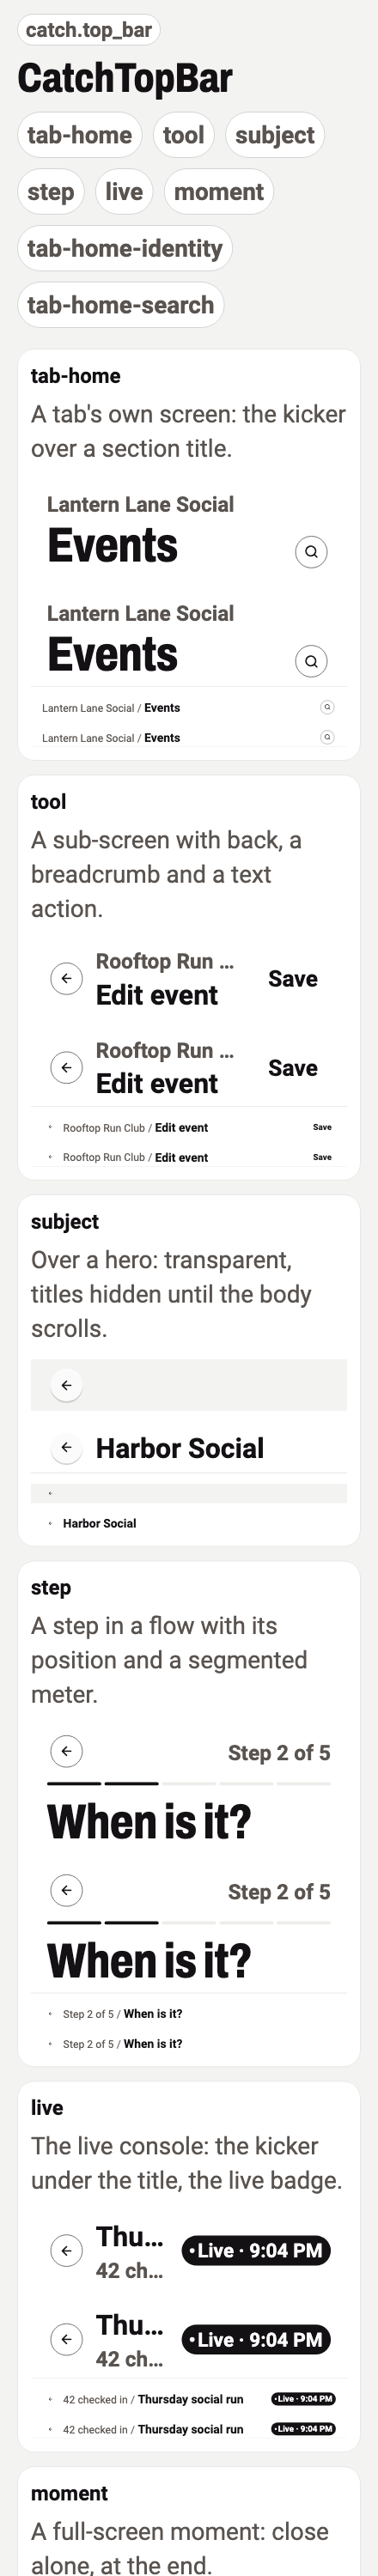 catch.top_bar
CatchTopBar
tab-home tool subject
step live moment
tab-home-identity
tab-home-search
tab-home
A tab's own screen: the kicker
over a section title.
Lantern Lane Social
Events
Lantern Lane Social
Events
Lantern Lane Social / Events
Lantern Lane Social / Events
tool
A sub-screen with back, a
breadcrumb and a text
action.
Rooftop Run ...
Edit event
Save
Rooftop Run ...
Edit event
Save
Rooftop Run Club / Edit event Save
Rooftop Run Club / Edit event Save
subject
Over a hero: transparent,
titles hidden until the body
scrolls.
Harbor Social
Harbor Social
step
A step in a flow with its
position and a segmented
meter.
Step 2 of 5
When is it?
Step 2 of 5
When is it?
Step 2 of 5 / When is it?
Step 2 of 5 / When is it?
live
The live console: the kicker
under the title, the live badge.
Thu...
42 ch...
•Live · 9:04 PM
Thu...
42 ch...
•Live · 9:04 PM
42 checked in / Thursday social run •Live · 9:04 PM
42 checked in / Thursday social run •Live · 9:04 PM
moment
A full-screen moment: close
alone, at the end.